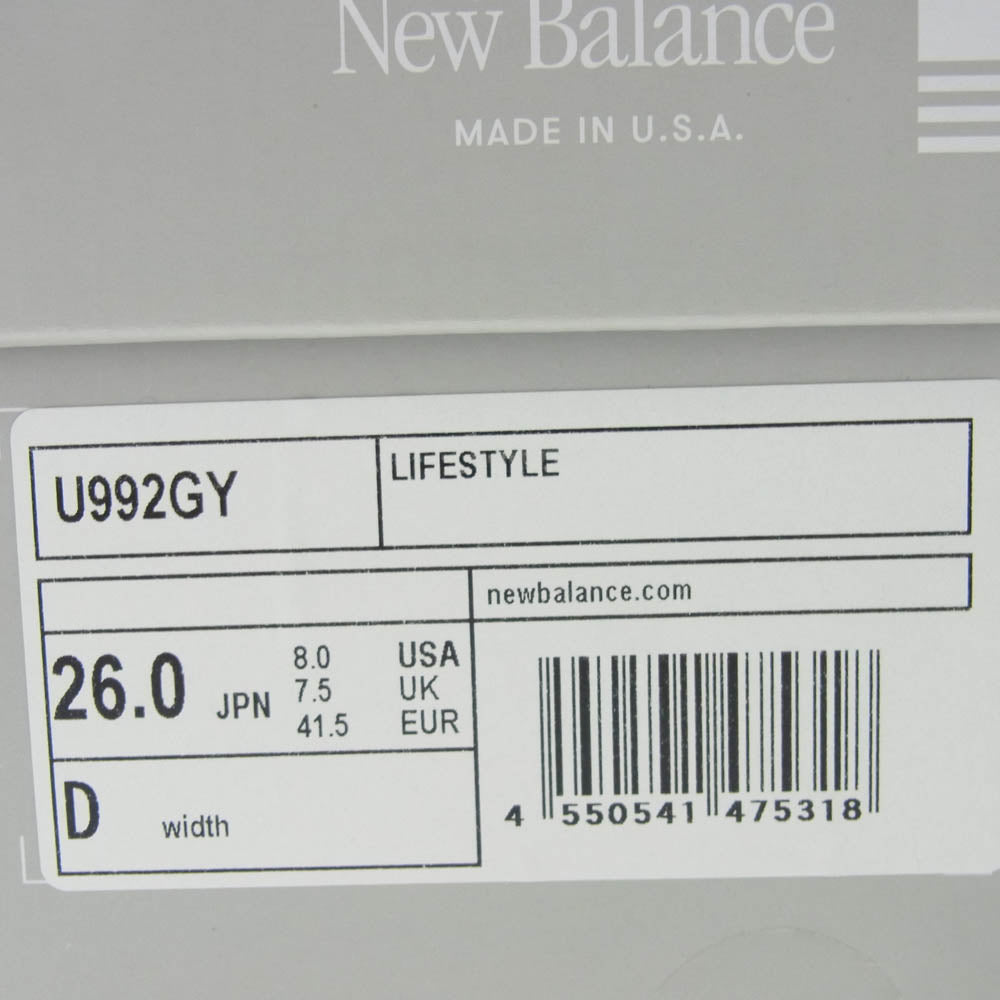 New Balance
MADE IN U.S.A.
U992GY
LIFESTYLE
newbalance.com
26.0 JPN
8.0 USA
7.5 UK
41.5 EUR
D width
4 550541 475318